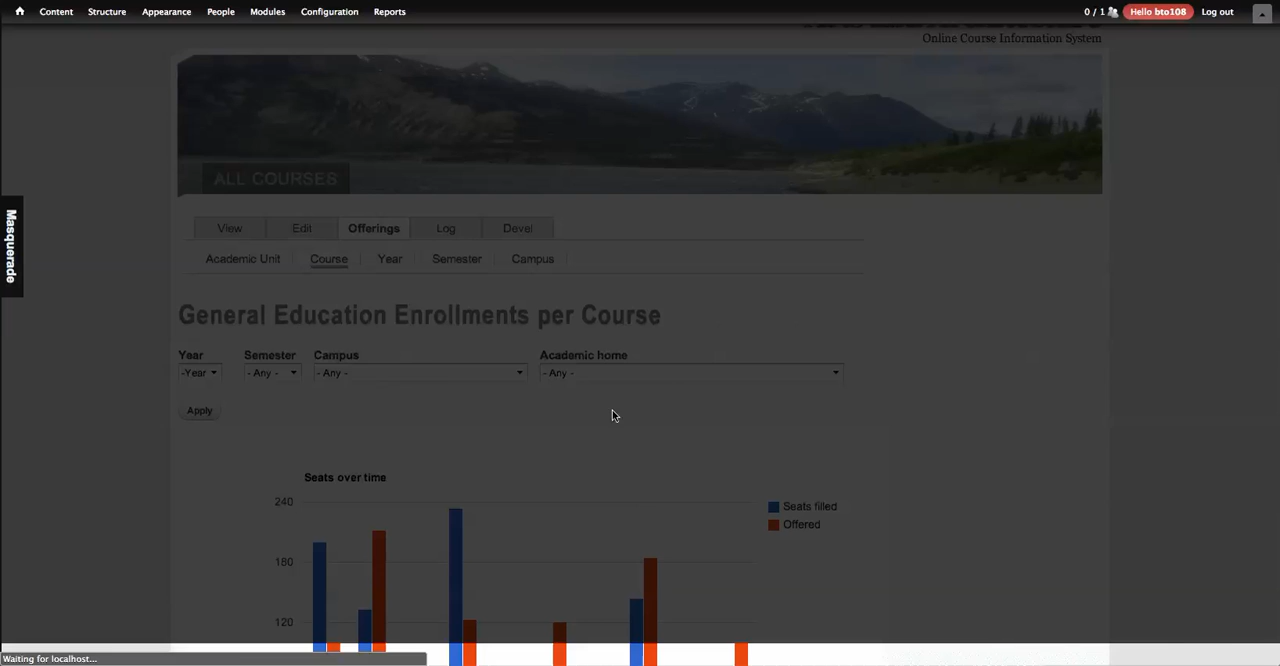 Content Structure Appearance People Modules Configuration Reports 0 / 1 Hello bto108 Log out
Online Course Information System
ALL COURSES
Masquerade
View Edit Offerings Log Devel
Academic Unit Course Year Semester Campus
General Education Enrollments per Course
Year Semester Campus Academic home
-Year - Any - - Any - - Any -
Apply
Seats over time
240
Seats filled
Offered
180
120
Waiting for localhost...